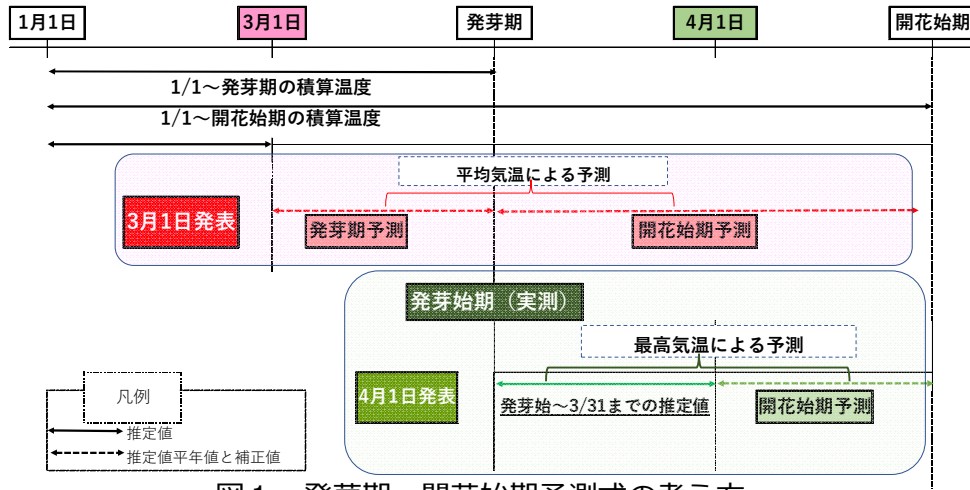 1月1日
3月1日
発芽期
4月1日
開花始期
1/1～発芽期の積算温度
1/1～開花始期の積算温度
平均気温による予測
3月1日発表
発芽期予測
開花始期予測
発芽始期（実測）
最高気温による予測
4月1日発表
発芽始～3/31までの推定値
開花始期予測
凡例
推定値
推定値平年値と補正値